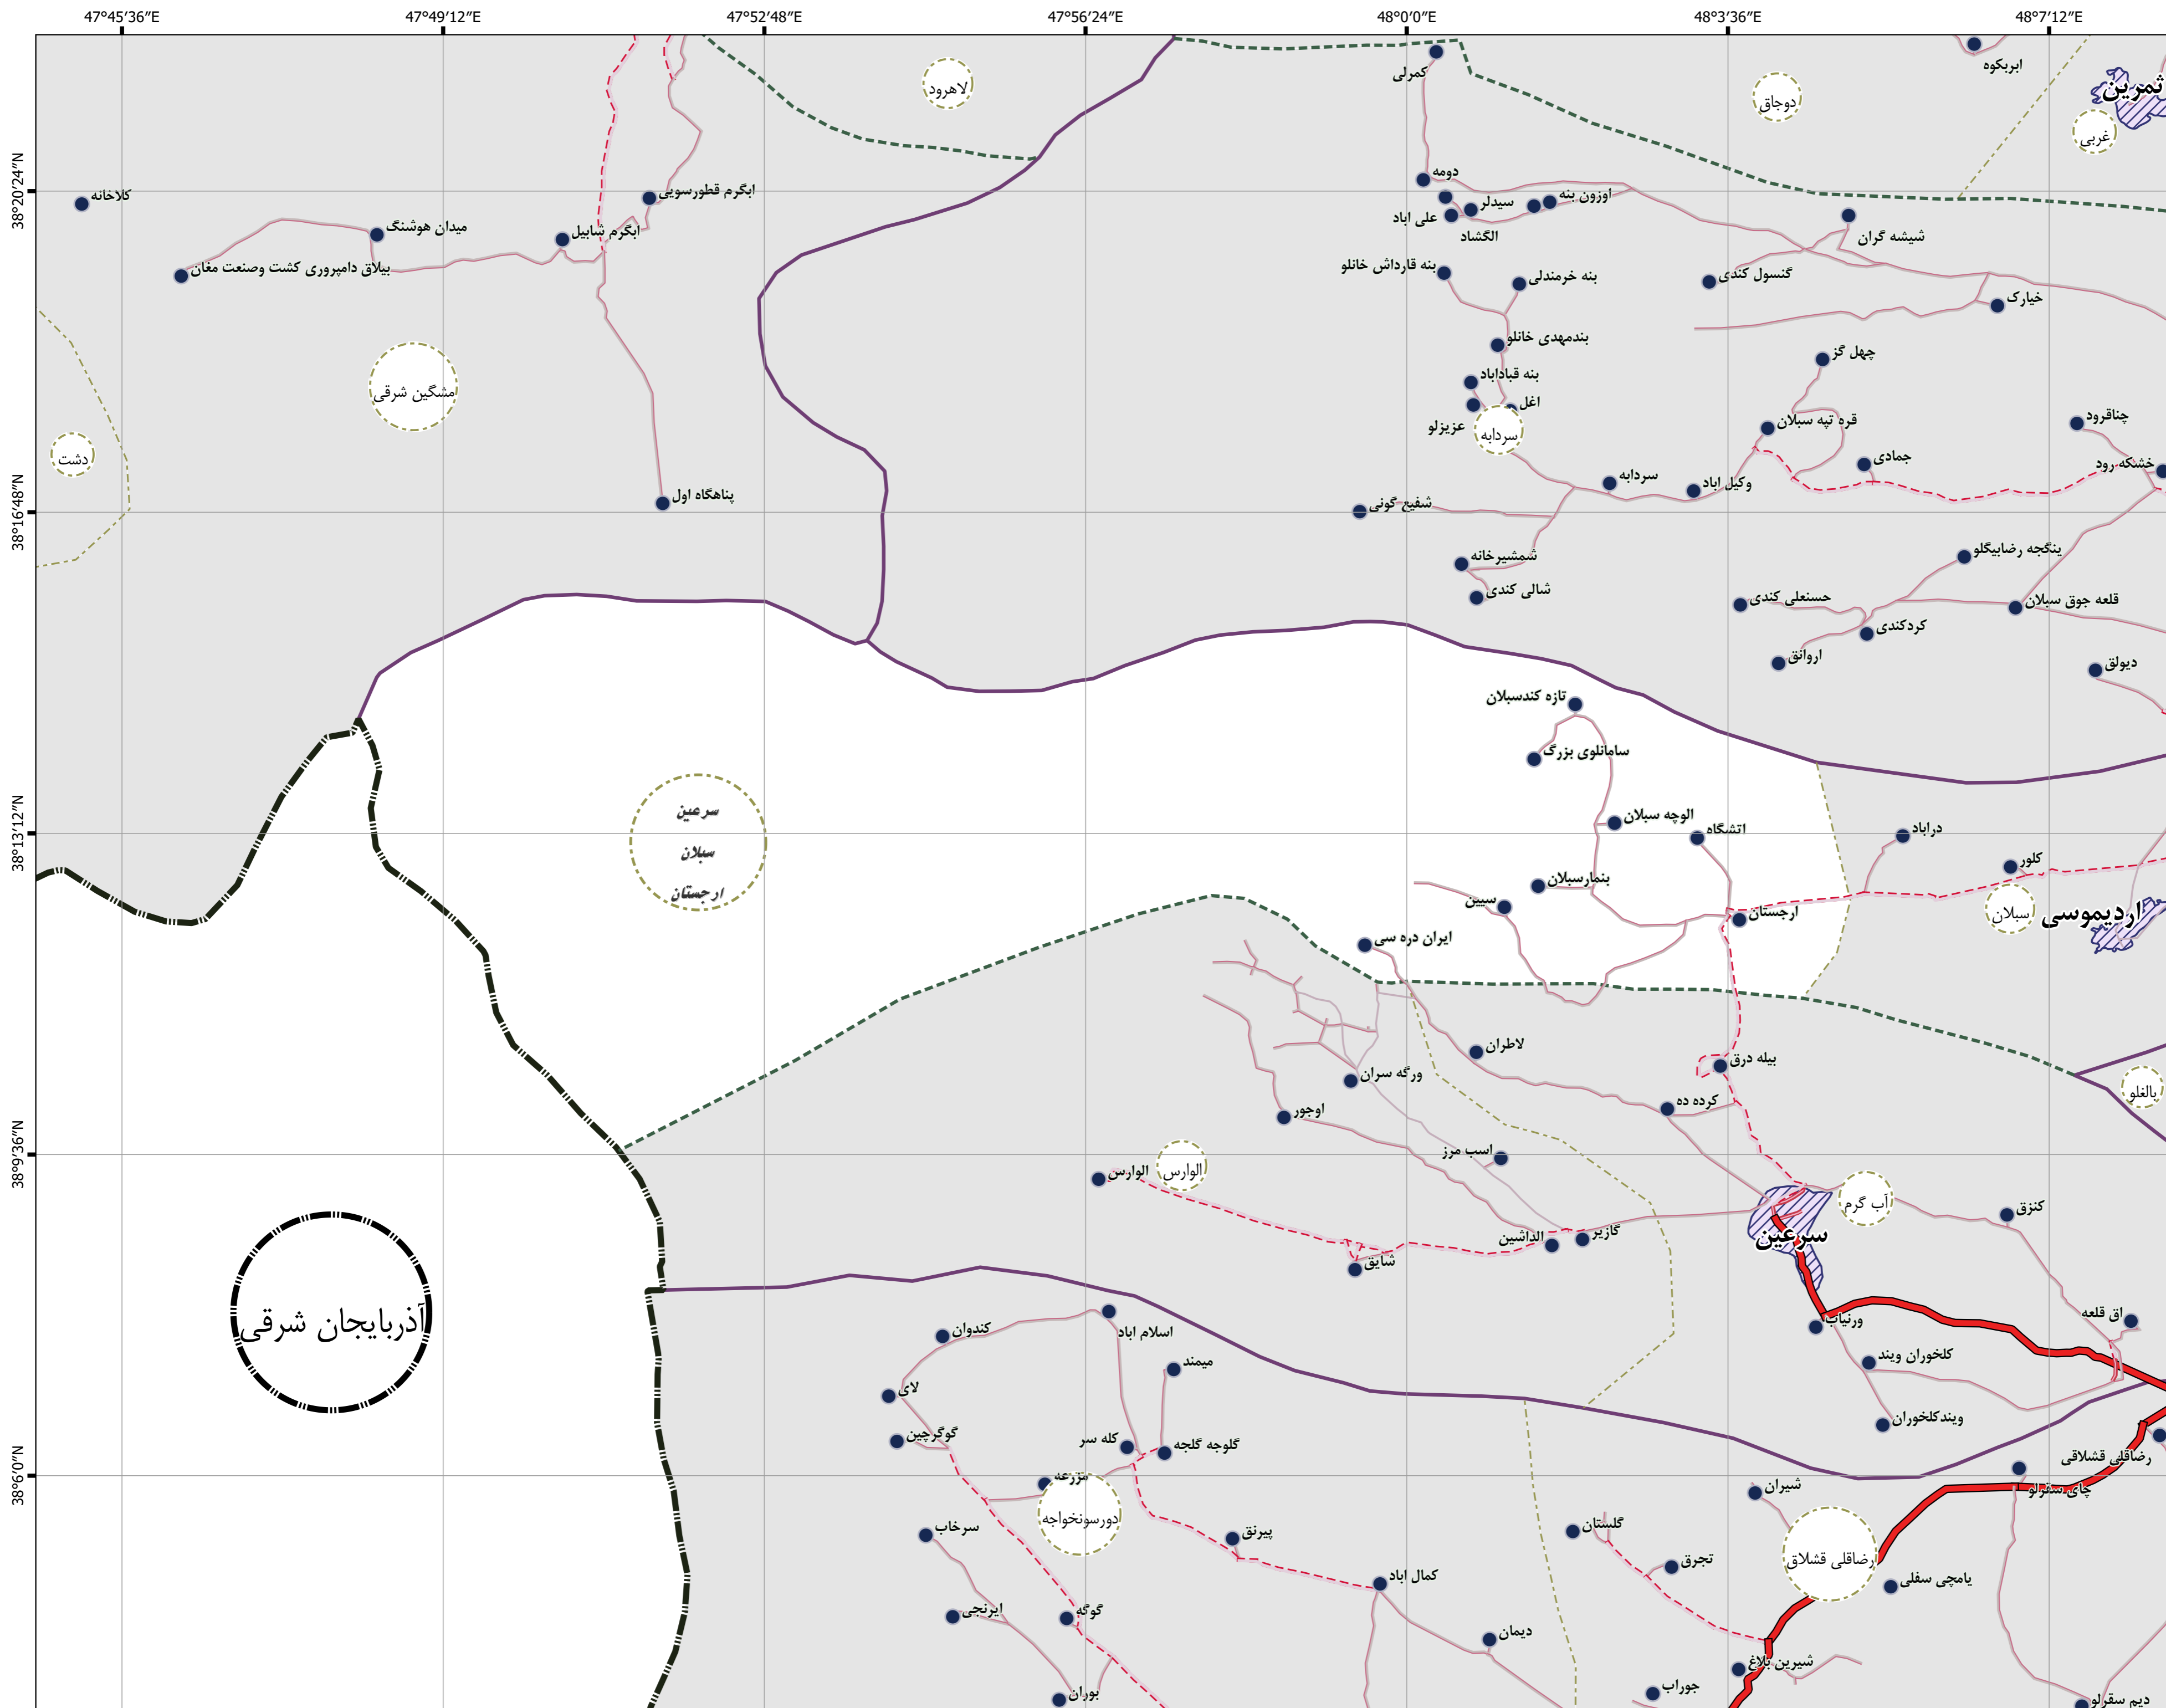 47°45′36″E 47°49′12″E 47°52′48″E 47°56′24″E 48°0′0″E 48°3′36″E 48°7′12″E
38°20′24″N
38°16′48″N
38°13′12″N
38°9′36″N
38°6′0″N
ابربکوه
کمرلی
لاهرود
دوجاق
ثمرین
غربی
دومه
کلاخانه
ابگرم قطورسویی
سیدلر
اوزون بنه
علی اباد
الگشاد
شیشه گران
میدان هوشنگ
ابگرم شابیل
ییلاق دامپروری کشت وصنعت مغان
بنه قارداش خانلو
بنه خرمندلی
گنسول کندی
خیارک
بندمهدی خانلو
چهل گز
مشگین شرقی
بنه قباداباد
اغل
عزیزلو
سردابه
قره تپه سبلان
چناقرود
دشت
جمادی
خشکه رود
سردابه
وکیل اباد
پناهگاه اول
شفیع گونی
شمشیرخانه
ینگجه رضابیگلو
شالی کندی
حسنعلی کندی
قلعه جوق سبلان
کردکندی
اروانق
دیولق
تازه کندسبلان
سامانلوی بزرگ
سرعین
سبلان
ارجستان
الوچه سبلان
اتشگاه
دراباد
کلور
بنمارسبلان
سیین
ارجستان
سبلان
اردیموسی
ایران دره سی
لاطران
بیله درق
ورگه سران
کرده ده
بالغلو
اوجور
اسب مرز
الوارس
الوارس
آب گرم
کنزق
سرعین
گازیر
الداشین
شایق
آذربایجان شرقی
اق قلعه
ورنیاب
کندوان
اسلام اباد
میمند
کلخوران ویند
لای
ویندکلخوران
گوگرچین
کله سر
گلوجه گلجه
رضاقلی قشلاقی
مزرعه
شیران
چای سقرلو
دورسونخواجه
سرخاب
پیرنق
گلستان
رضاقلی قشلاق
تجرق
یامچی سفلی
کمال اباد
ایرنجی
گوگه
دیمان
شیرین بلاغ
بوران
جوراب
دیم سقرلو